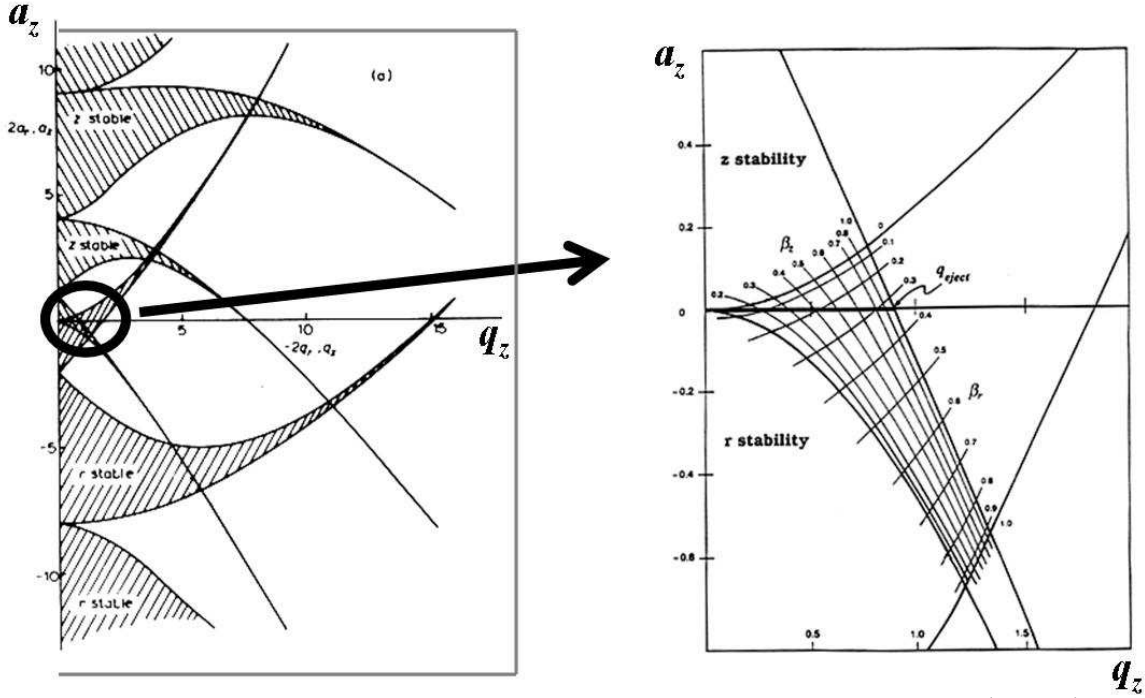 a_z
10
(a)
z stable
2a_r, a_z
5
z stable
5
10
15
-2q_r, q_z
q_z
-5
r stable
-10
r stable
a_z
0.4
z stability
0.2
β_z
1.0
0.8
0.7
0.6
0.5
0.4
0.3
0.2
0
0.1
0.2
0.3
q_eject
0
0.4
-0.2
0.5
r stability
β_r
0.6
-0.4
0.7
-0.6
0.8
0.9
1.0
-0.8
0.5
1.0
1.5
q_z